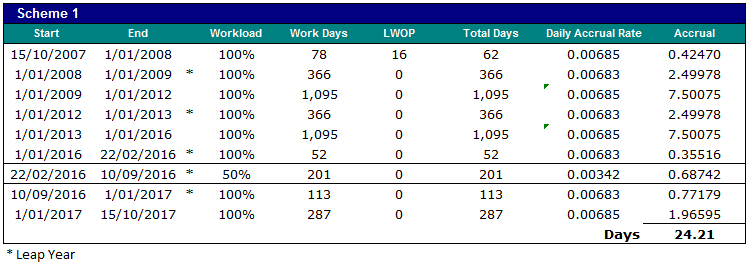 Scheme 1
Start End Workload Work Days LWOP Total Days Daily Accrual Rate Accrual
15/10/2007 1/01/2008 100% 78 16 62 0.00685 0.42470
1/01/2008 1/01/2009 * 100% 366 0 366 0.00683 2.49978
1/01/2009 1/01/2012 100% 1,095 0 1,095 0.00685 7.50075
1/01/2012 1/01/2013 * 100% 366 0 366 0.00683 2.49978
1/01/2013 1/01/2016 100% 1,095 0 1,095 0.00685 7.50075
1/01/2016 22/02/2016 * 100% 52 0 52 0.00683 0.35516
22/02/2016 10/09/2016 * 50% 201 0 201 0.00342 0.68742
10/09/2016 1/01/2017 * 100% 113 0 113 0.00683 0.77179
1/01/2017 15/10/2017 100% 287 0 287 0.00685 1.96595
Days 24.21
* Leap Year